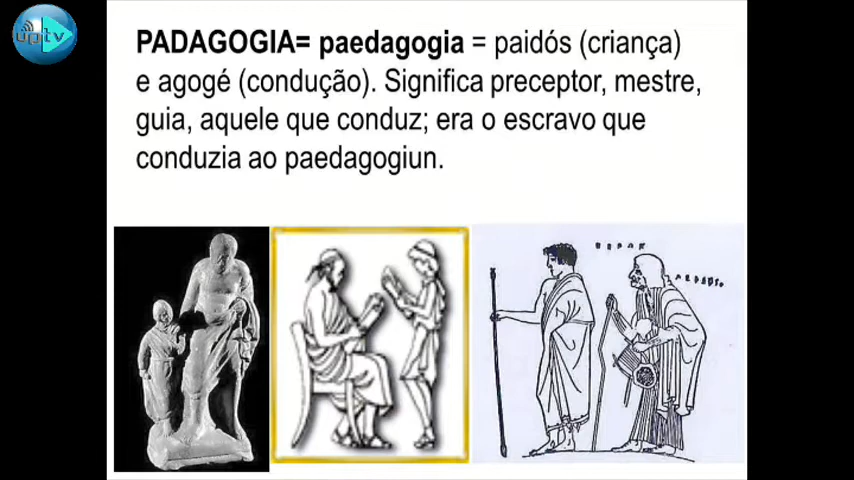 uptv
PADAGOGIA= paedagogia = paidós (criança)
e agogé (condução). Significa preceptor, mestre,
guia, aquele que conduz; era o escravo que
conduzia ao paedagogiun.